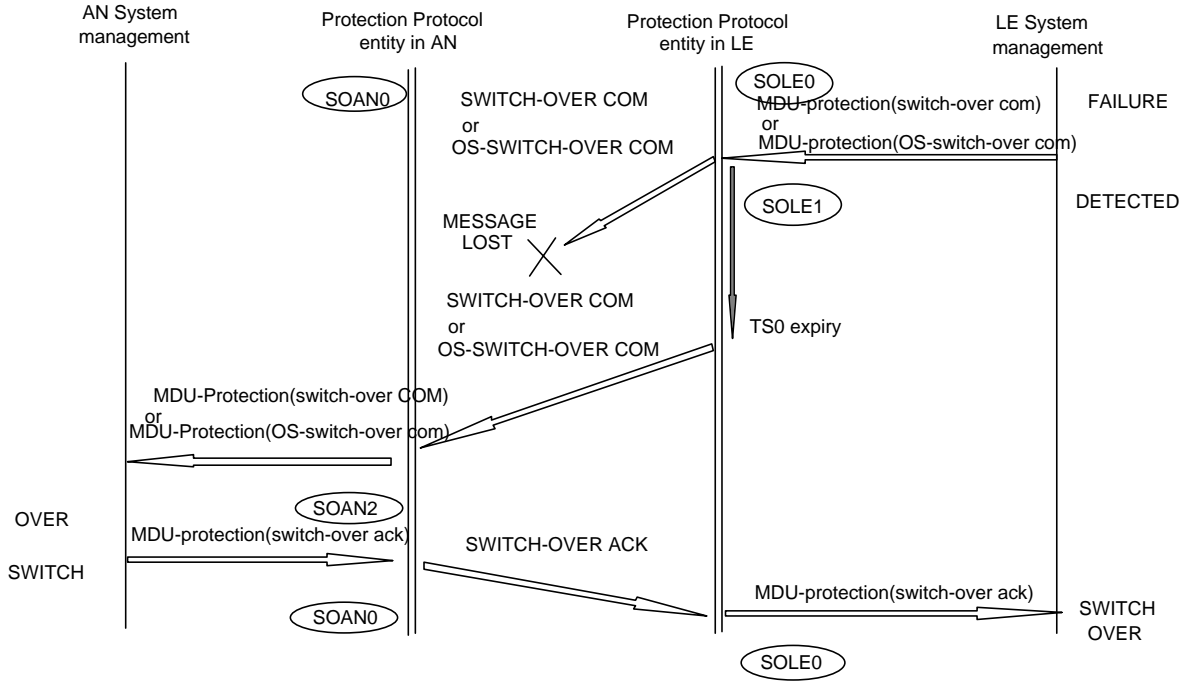 AN System
management
Protection Protocol
entity in AN
Protection Protocol
entity in LE
LE System
management
SOAN0
SWITCH-OVER COM
or
OS-SWITCH-OVER COM
SOLE0
MDU-protection(switch-over com)
or
MDU-protection(OS-switch-over com)
FAILURE
DETECTED
SOLE1
MESSAGE
LOST
SWITCH-OVER COM
or
OS-SWITCH-OVER COM
TS0 expiry
MDU-Protection(switch-over COM)
or
MDU-Protection(OS-switch-over com)
SOAN2
OVER
SWITCH
MDU-protection(switch-over ack)
SWITCH-OVER ACK
SOAN0
MDU-protection(switch-over ack)
SWITCH
OVER
SOLE0